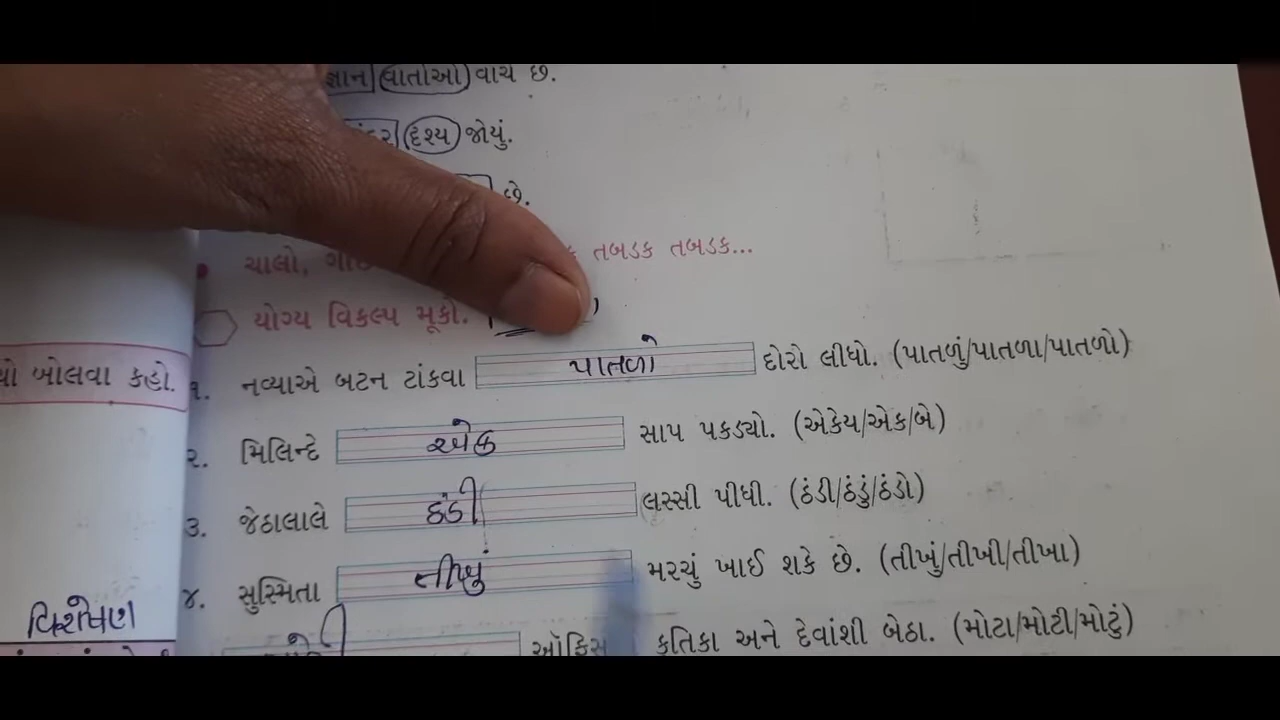 જ્ઞાન વાર્તાઓ વાંચે છે.
દૃશ્ય જોયું.
છે.
ચાલો, તબડક તબડક...
યોગ્ય વિકલ્પ મૂકો.
૧. નવ્યાએ બટન ટાંકવા પાતળો દોરો લીધો. (પાતળું/પાતળા/પાતળો)
૨. મિલિન્દે એક સાપ પકડ્યો. (એકેય/એક/બે)
૩. જેઠાલાલે ઠંડી લસ્સી પીધી. (ઠંડી/ઠંડું/ઠંડો)
૪. સુસ્મિતા તીખું મરચું ખાઈ શકે છે. (તીખું/તીખી/તીખા)
ઑફિસ કૃતિકા અને દેવાંશી બેઠા. (મોટા/મોટી/મોટું)
બોલવા કહો.
વિશેષણ